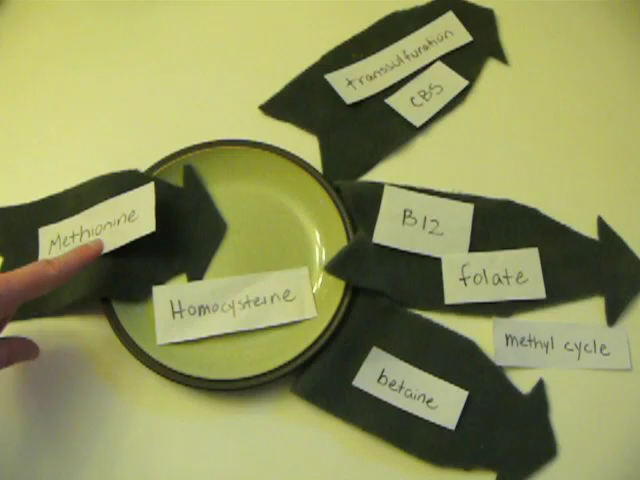 transsulfuration
CBS
Methionine
B12
folate
Homocysteine
methyl cycle
betaine